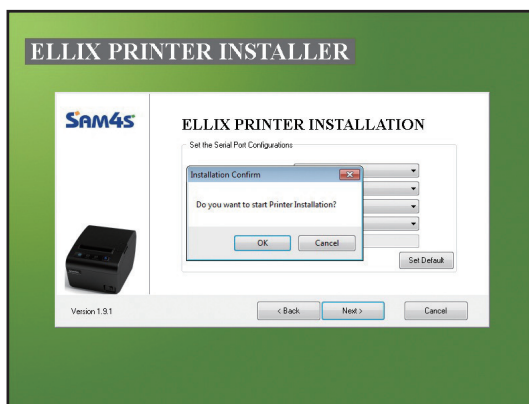 ELLIX PRINTER INSTALLER
SAM4S
ELLIX PRINTER INSTALLATION
Set the Serial Port Configurations
Installation Confirm
Do you want to start Printer Installation?
OK
Cancel
Set Default
Version 1.9.1
< Back
Next >
Cancel